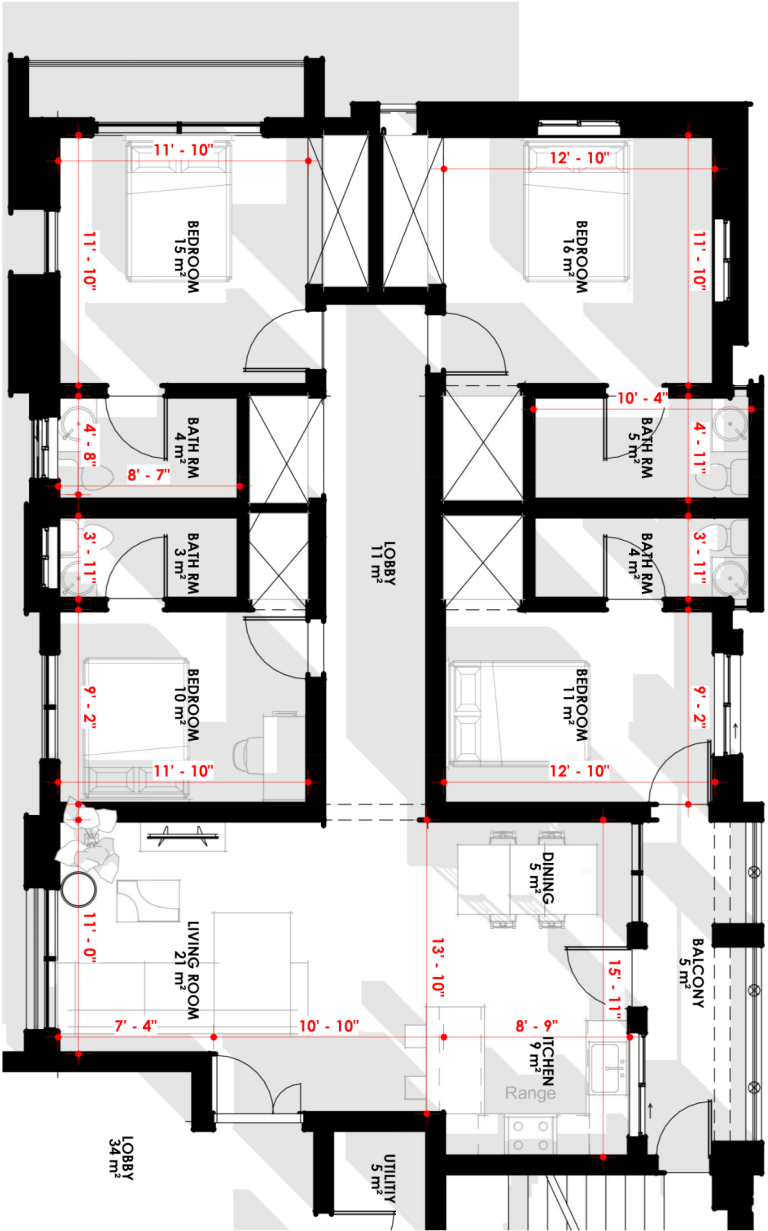 11' - 10"
12' - 10"
BEDROOM
15 m²
BEDROOM
16 m²
11' - 10"
11' - 10"
10' - 4"
BATH RM
4 m²
BATH RM
5 m²
4' - 8"
4' - 11"
8' - 7"
LOBBY
11 m²
BATH RM
3 m²
BATH RM
4 m²
3' - 11"
3' - 11"
BEDROOM
10 m²
BEDROOM
11 m²
9' - 2"
9' - 2"
11' - 10"
12' - 10"
DINING
5 m²
LIVING ROOM
21 m²
11' - 0"
13' - 10"
15' - 11"
BALCONY
5 m²
7' - 4"
10' - 10"
8' - 9"
ITCHEN
9 m²
Range
LOBBY
34 m²
UTILITIY
5 m²